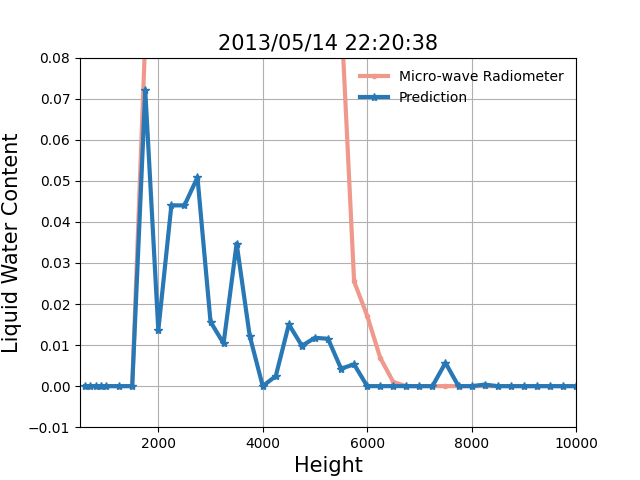 2013/05/14 22:20:38
Micro-wave Radiometer
Prediction
0.08
0.07
0.06
0.05
0.04
0.03
0.02
0.01
0.00
−0.01
Liquid Water Content
2000 4000 6000 8000 10000
Height